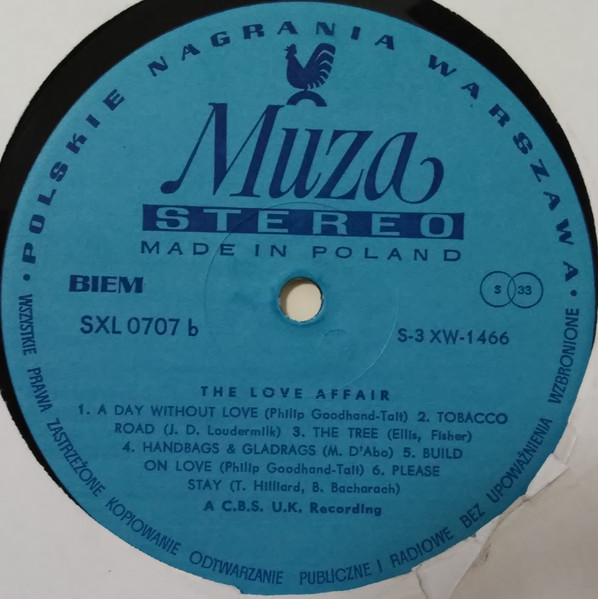 • POLSKIE NAGRANIA WARSZAWA •
Muza
STEREO
MADE IN POLAND
BIEM
S 33
SXL 0707 b
S-3 XW-1466
THE LOVE AFFAIR
1. A DAY WITHOUT LOVE (Philip Goodhand-Tait) 2. TOBACCO
ROAD (J. D. Loudermilk) 3. THE TREE (Ellis, Fisher)
4. HANDBAGS & GLADRAGS (M. D'Abo) 5. BUILD
ON LOVE (Philip Goodhand-Tait) 6. PLEASE
STAY (T. Hilliard, B. Bacharach)
A C.B.S. U.K. Recording
WSZYSTKIE PRAWA ZASTRZEŻONE KOPIOWANIE ODTWARZANIE PUBLICZNE I RADIOWE BEZ UPOWAŻNIENIA WZBRONIONE